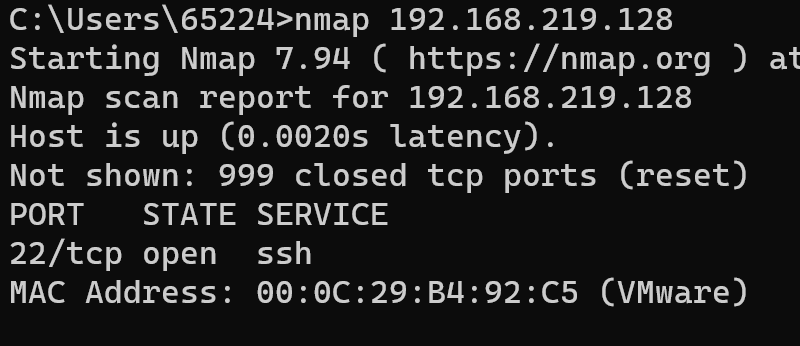 C:\Users\65224>nmap 192.168.219.128
Starting Nmap 7.94 ( https://nmap.org ) at
Nmap scan report for 192.168.219.128
Host is up (0.0020s latency).
Not shown: 999 closed tcp ports (reset)
PORT   STATE SERVICE
22/tcp open  ssh
MAC Address: 00:0C:29:B4:92:C5 (VMware)